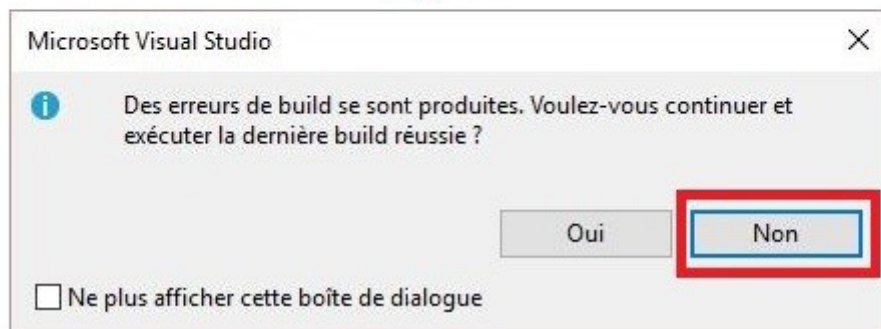 Microsoft Visual Studio
Des erreurs de build se sont produites. Voulez-vous continuer et
exécuter la dernière build réussie ?
Oui
Non
Ne plus afficher cette boîte de dialogue